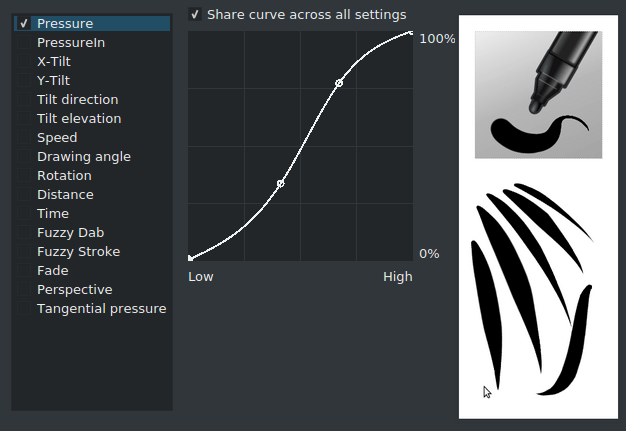 Pressure
PressureIn
X-Tilt
Y-Tilt
Tilt direction
Tilt elevation
Speed
Drawing angle
Rotation
Distance
Time
Fuzzy Dab
Fuzzy Stroke
Fade
Perspective
Tangential pressure
Share curve across all settings
100%
0%
Low High